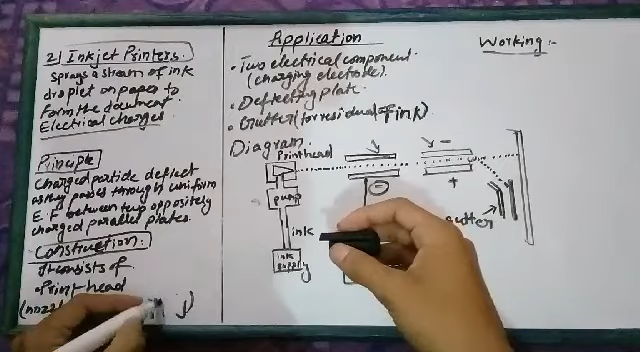 2) Inkjet Printers.
sprays a stream of ink
droplet on paper to
form the document
Electrical charges
Principle
Charged particle deflect
as they passes through uniform
E.F between two oppositely
charged parallel plates.
Construction.
It consists of
• Print head
Application
• Two electrical component
(charging electrode).
• Deflecting plate.
• Gutter (for residual of ink)
Diagram.
Printhead
pump
ink
ink supply
−
−
+
gutter
Working :-